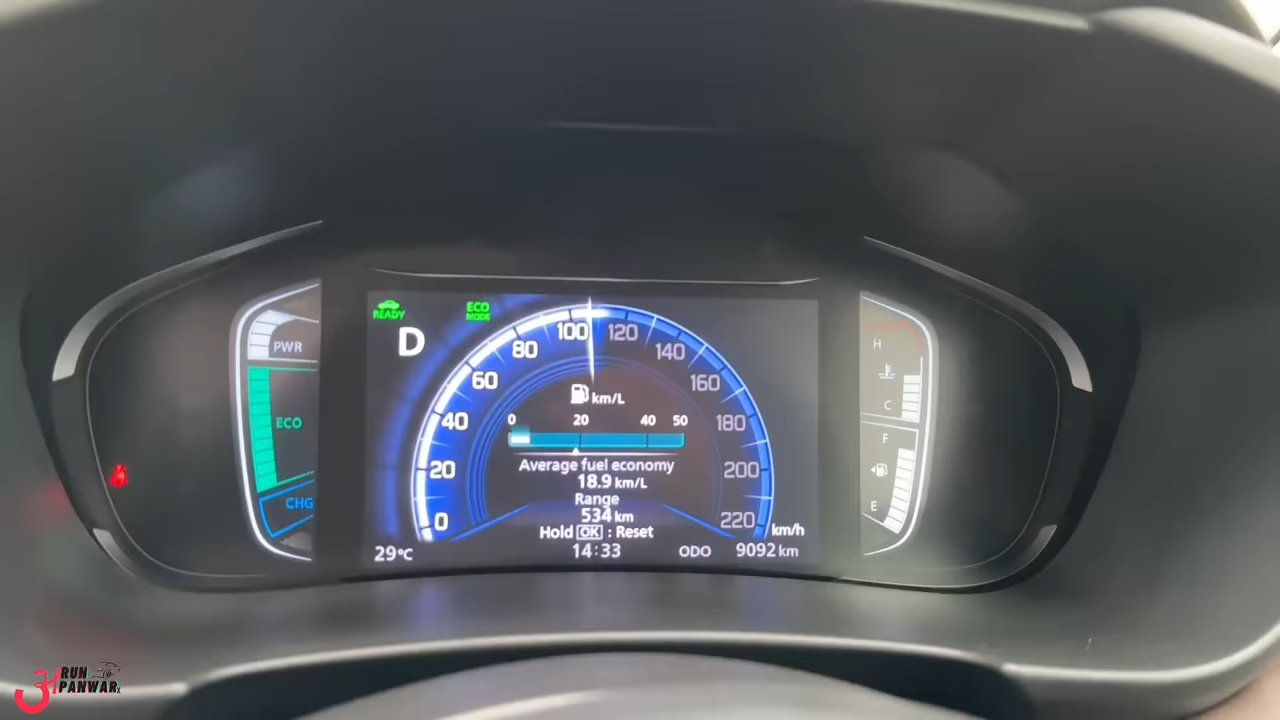 READY
ECO
MODE
D
PWR
ECO
CHG
0
20
40
60
80
100
120
140
160
180
200
220
km/h
km/L
0 20 40 50
Average fuel economy
18.9 km/L
Range
534 km
Hold OK : Reset
29°C
14:33
ODO 9092 km
H
C
F
E
RUN
PANWAR